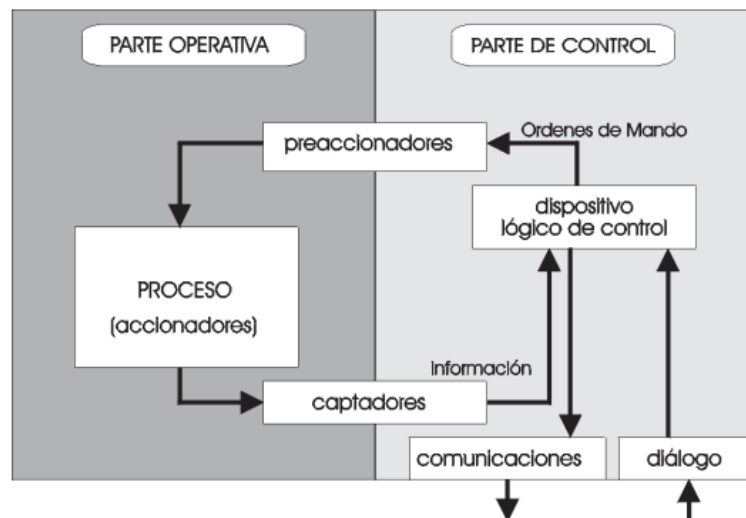 PARTE OPERATIVA
PARTE DE CONTROL
Ordenes de Mando
preaccionadores
dispositivo
lógico de control
PROCESO
(accionadores)
Información
captadores
comunicaciones
diálogo